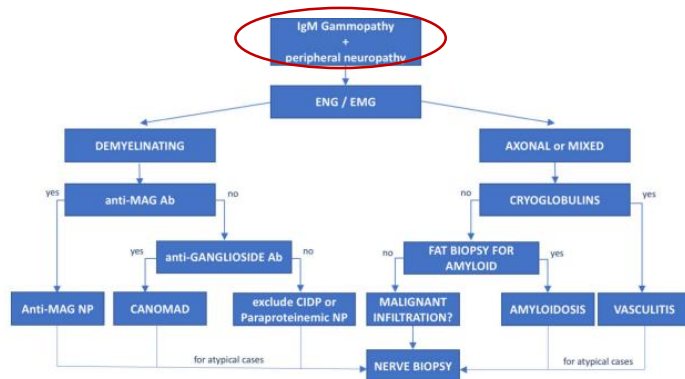 IgM Gammopathy
+
peripheral neuropathy
ENG / EMG
DEMYELINATING
AXONAL or MIXED
yes
anti-MAG Ab
no
no
CRYOGLOBULINS
yes
yes
anti-GANGLIOSIDE Ab
no
no
FAT BIOPSY FOR
AMYLOID
yes
Anti-MAG NP
CANOMAD
exclude CIDP or
Paraproteinemic NP
MALIGNANT
INFILTRATION?
AMYLOIDOSIS
VASCULITIS
for atypical cases
NERVE BIOPSY
for atypical cases